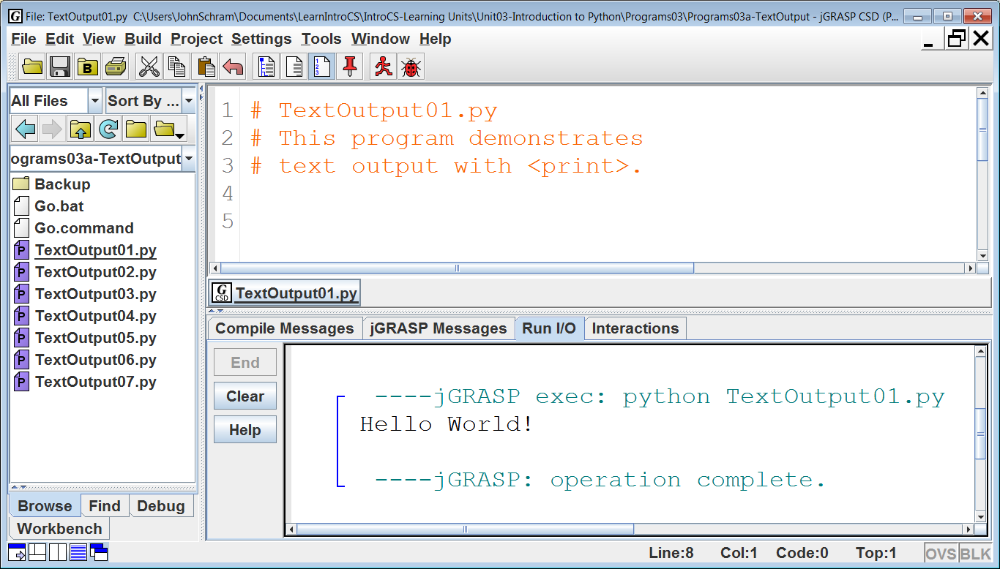 File: TextOutput01.py C:\Users\JohnSchram\Documents\LearnIntroCS\IntroCS-Learning Units\Unit03-Introduction to Python\Programs03\Programs03a-TextOutput - jGRASP CSD (P...
File Edit View Build Project Settings Tools Window Help
B
1
2
3
All Files Sort By ...
ograms03a-TextOutput
Backup
Go.bat
Go.command
P TextOutput01.py
P TextOutput02.py
P TextOutput03.py
P TextOutput04.py
P TextOutput05.py
P TextOutput06.py
P TextOutput07.py
Browse Find Debug
Workbench
1 # TextOutput01.py
2 # This program demonstrates
3 # text output with <print>.
4
5
G CSD TextOutput01.py
Compile Messages jGRASP Messages Run I/O Interactions
End
Clear
Help
----jGRASP exec: python TextOutput01.py
Hello World!
----jGRASP: operation complete.
Line:8 Col:1 Code:0 Top:1 OVS BLK